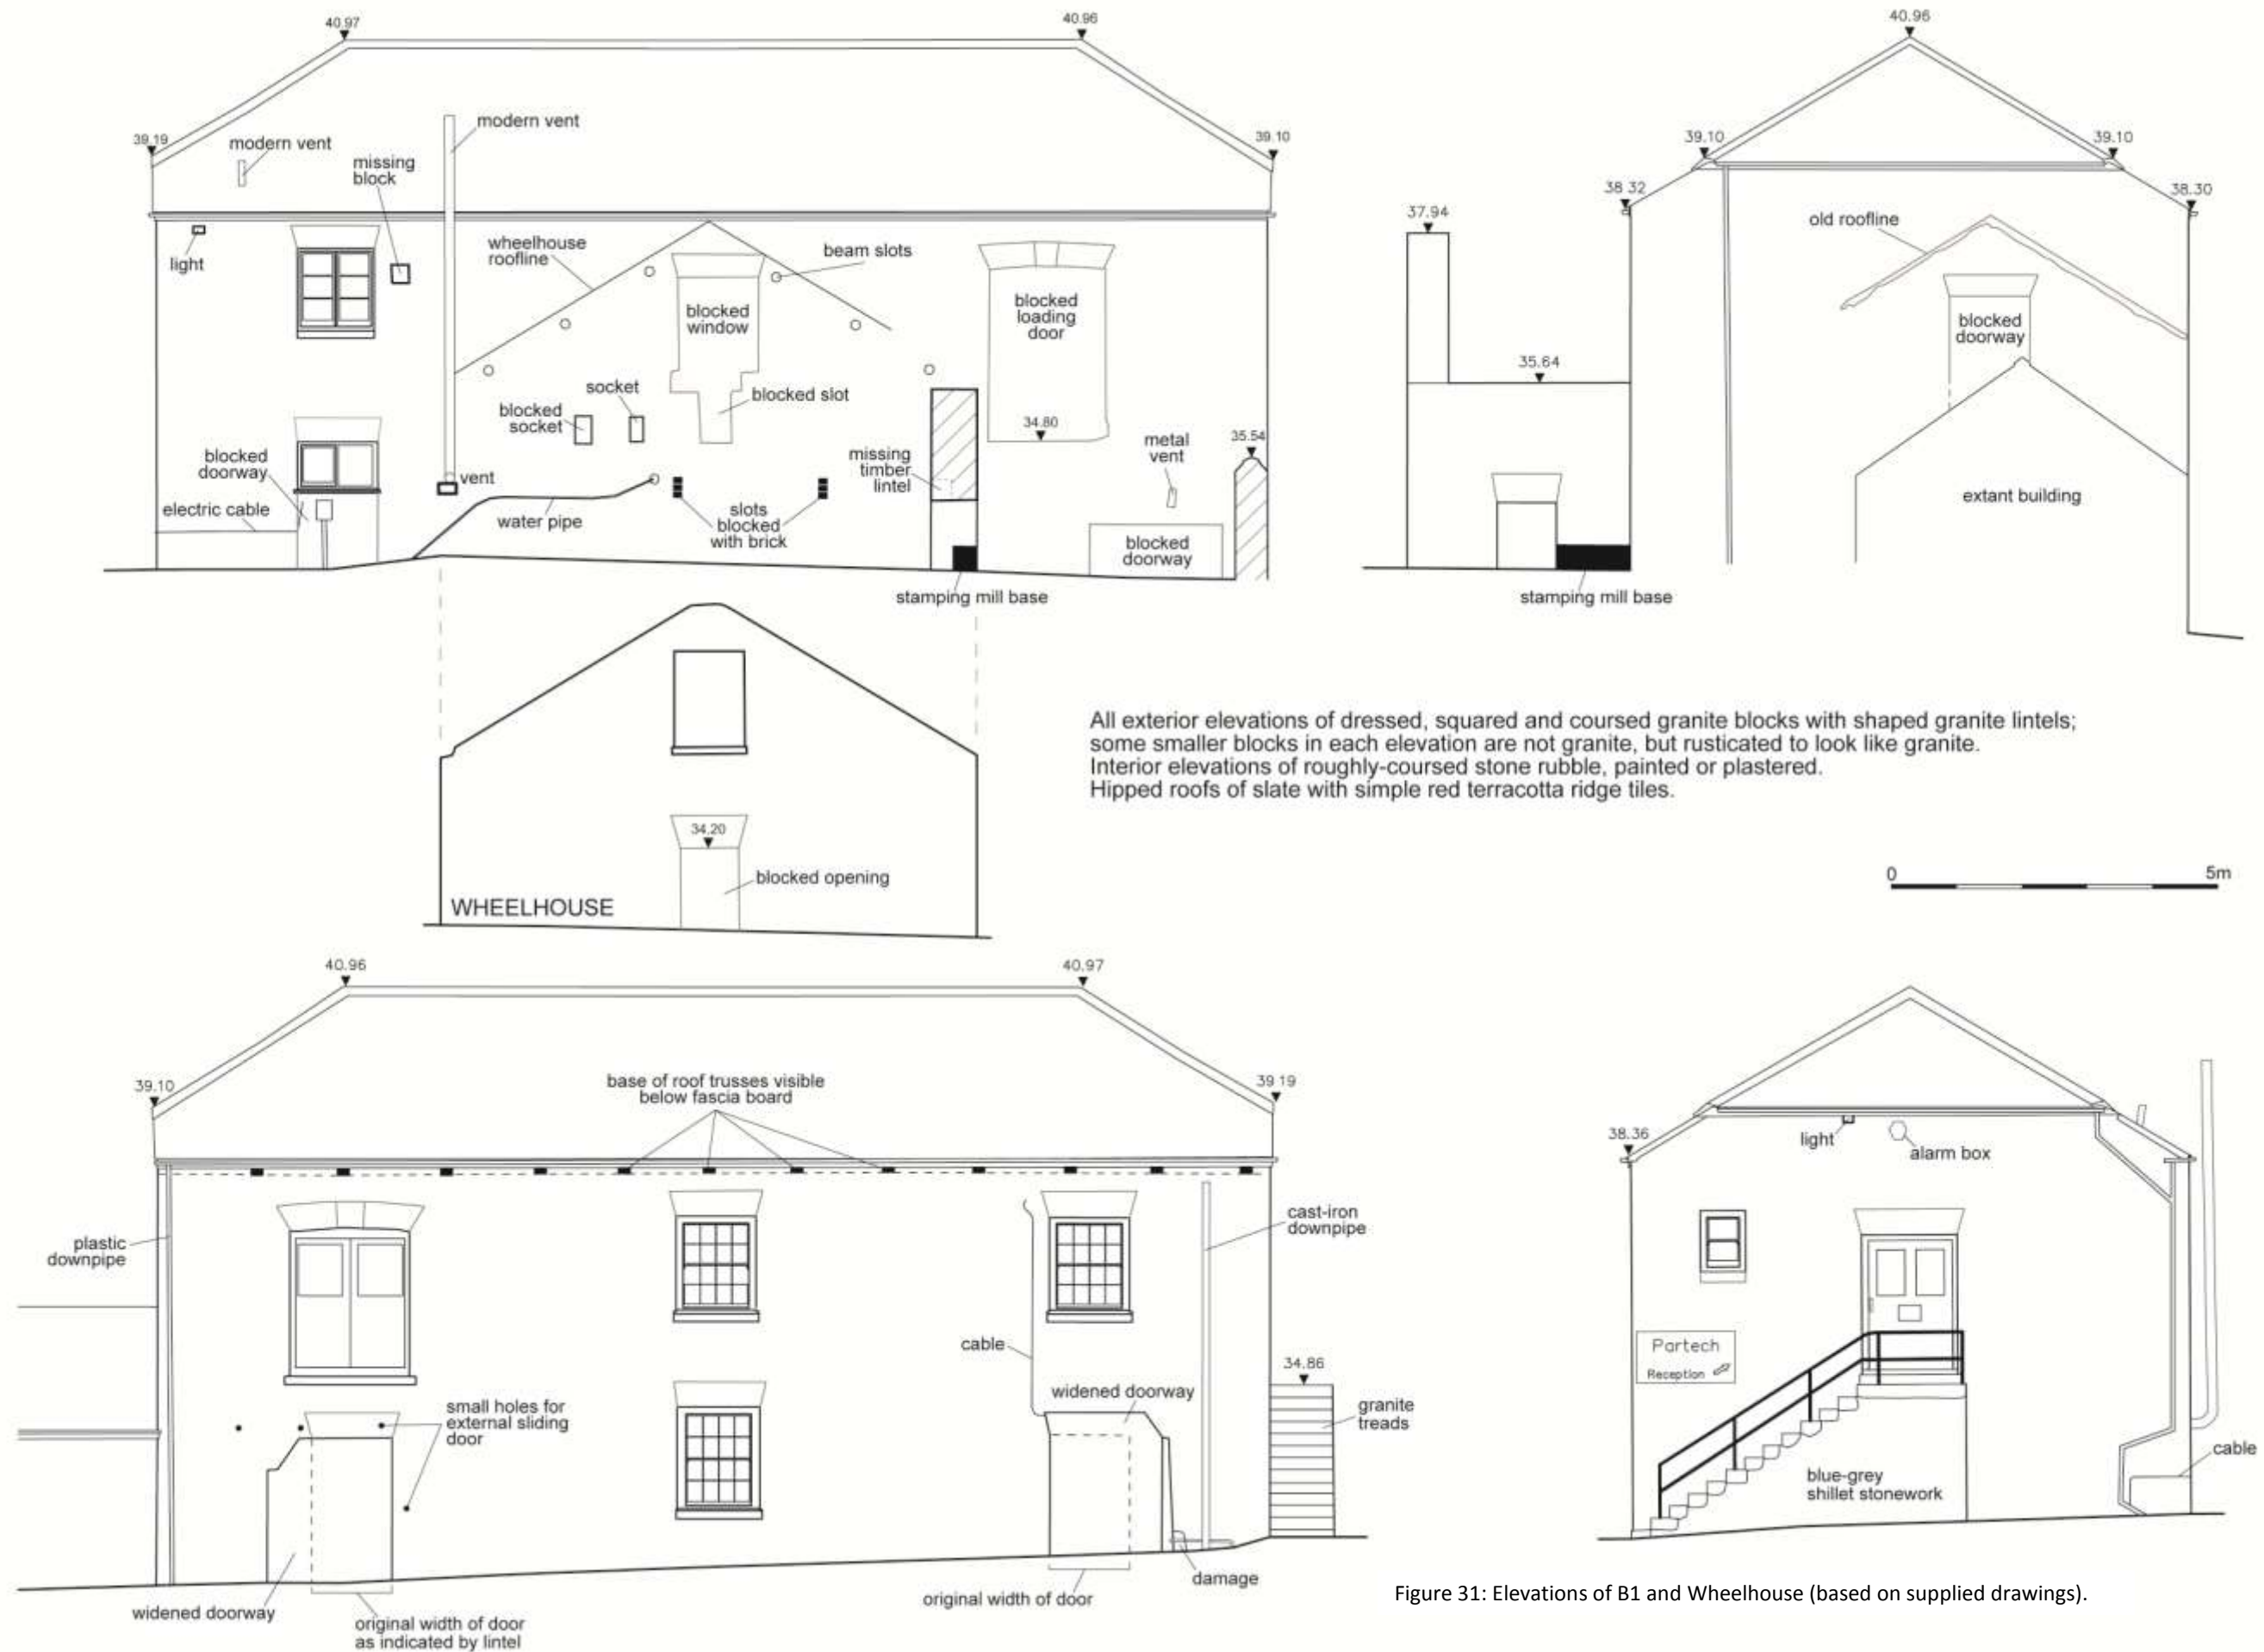 40.97
40.96
39.19
modern vent
missing
block
modern vent
39.10
light
wheelhouse
roofline
beam slots
blocked
window
blocked
loading
door
socket
blocked
socket
blocked slot
34.80
metal
vent
35.54
missing
timber
lintel
blocked
doorway
electric cable
vent
water pipe
slots
blocked
with brick
blocked
doorway
stamping mill base
40.96
39.10
39.10
38.32
38.30
37.94
old roofline
35.64
blocked
doorway
extant building
stamping mill base
34.20
blocked opening
WHEELHOUSE
All exterior elevations of dressed, squared and coursed granite blocks with shaped granite lintels;
some smaller blocks in each elevation are not granite, but rusticated to look like granite.
Interior elevations of roughly-coursed stone rubble, painted or plastered.
Hipped roofs of slate with simple red terracotta ridge tiles.
0 5m
40.96
40.97
39.10
base of roof trusses visible
below fascia board
39.19
plastic
downpipe
cast-iron
downpipe
cable
small holes for
external sliding
door
widened doorway
34.86
granite
treads
widened doorway
original width of door
as indicated by lintel
original width of door
damage
38.36
light
alarm box
Partech
Reception
blue-grey
shillet stonework
cable
Figure 31: Elevations of B1 and Wheelhouse (based on supplied drawings).